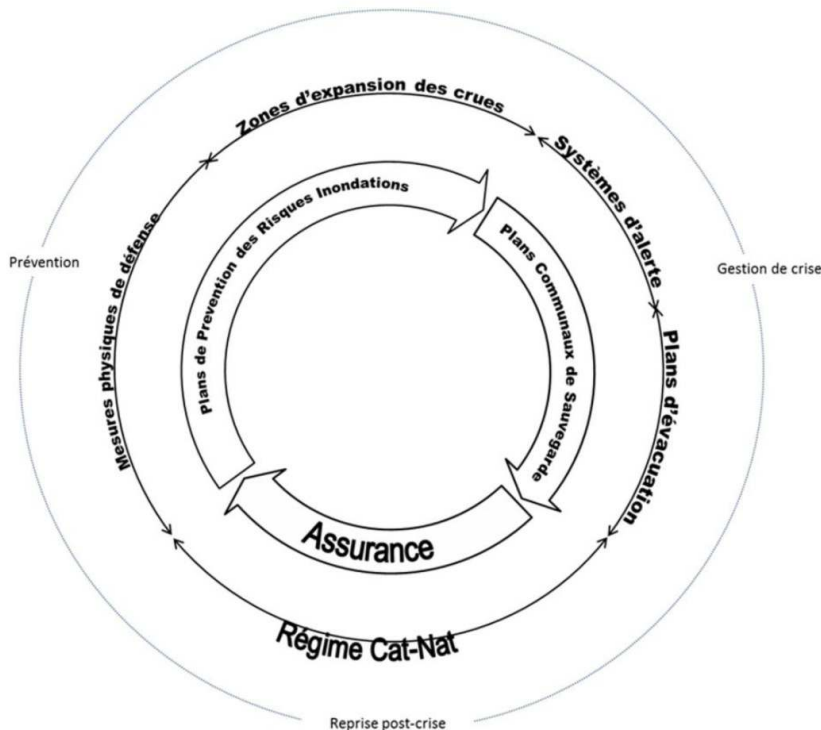 Zones d'expansion des crues
Systèmes d'alerte
Plans de Prevention des Risques Inondations
Plans Communaux de Sauvegarde
Mesures physiques de défense
Prévention
Gestion de crise
Plans d'évacuation
Assurance
Régime Cat-Nat
Reprise post-crise